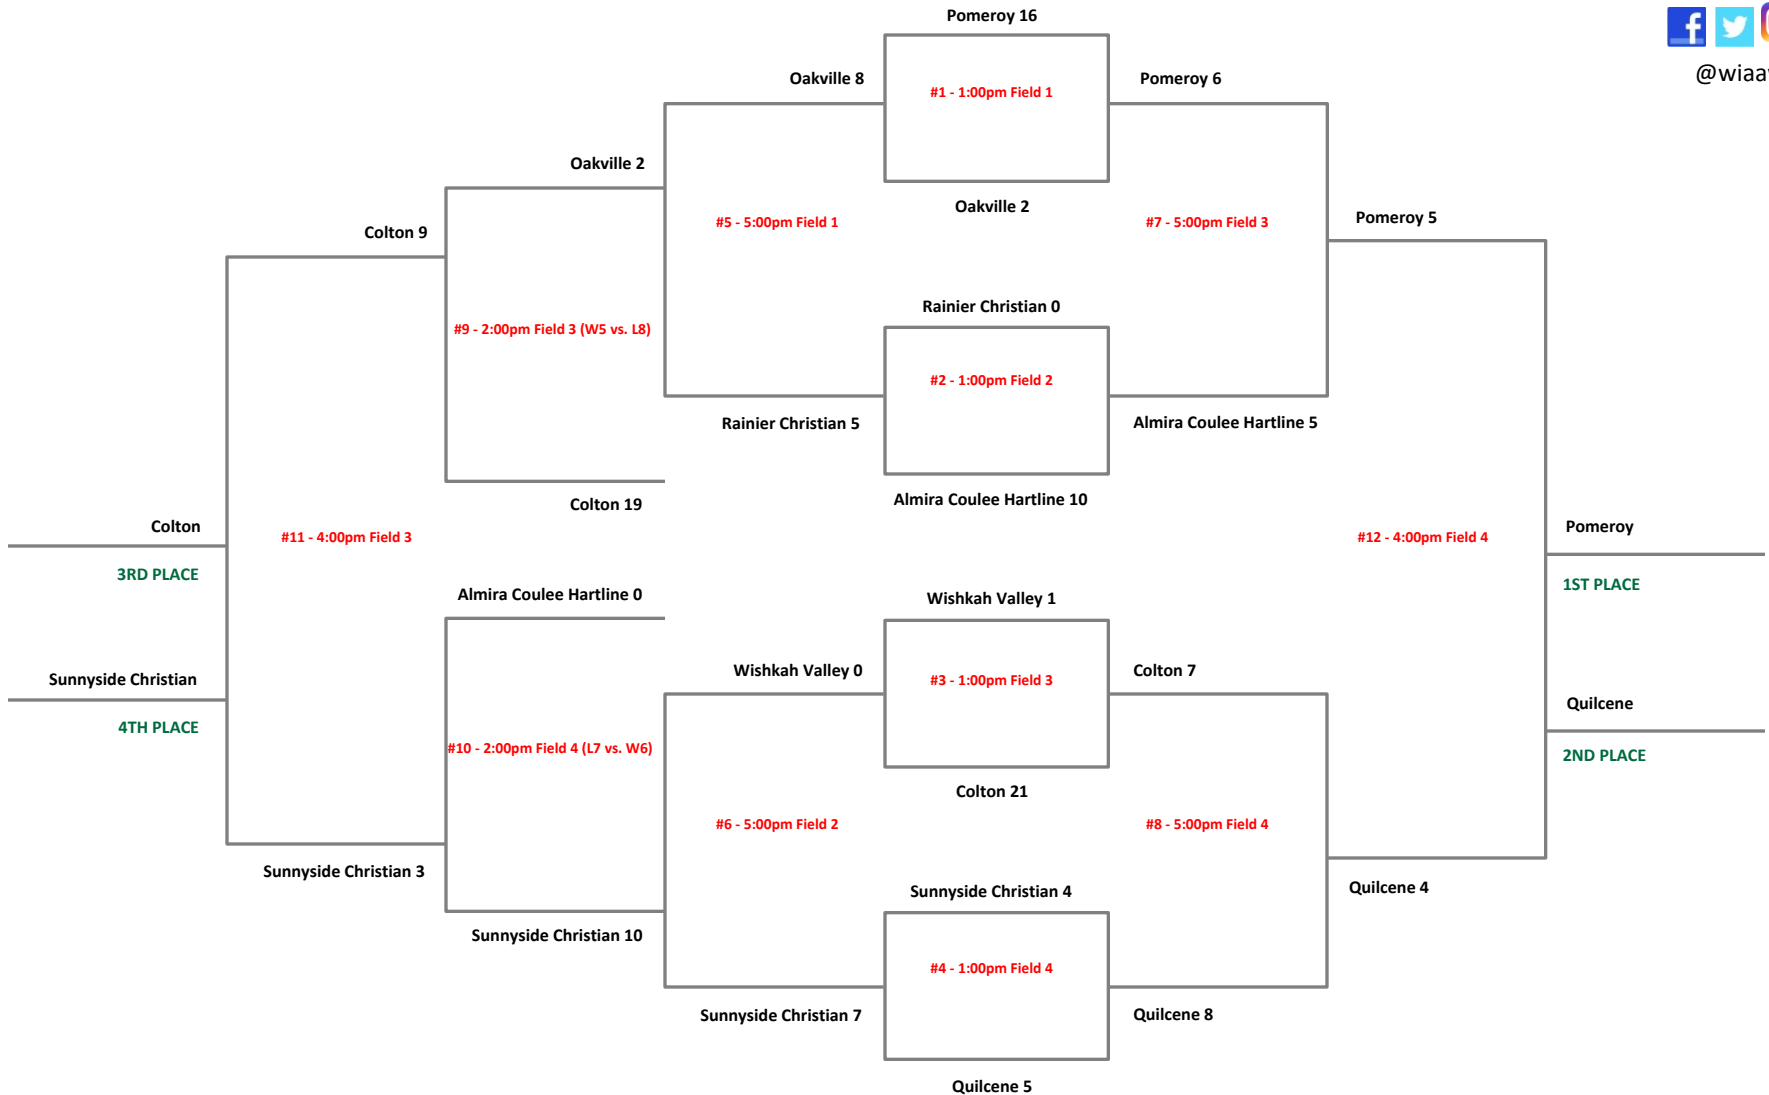 Pomeroy 16
@wiaa
Oakville 8
#1 - 1:00pm Field 1
Pomeroy 6
Oakville 2
Oakville 2
Colton 9
#5 - 5:00pm Field 1
#7 - 5:00pm Field 3
Pomeroy 5
Rainier Christian 0
#9 - 2:00pm Field 3 (W5 vs. L8)
#2 - 1:00pm Field 2
Rainier Christian 5
Almira Coulee Hartline 5
Colton 19
Almira Coulee Hartline 10
Colton
#11 - 4:00pm Field 3
#12 - 4:00pm Field 4
Pomeroy
3RD PLACE
1ST PLACE
Almira Coulee Hartline 0
Wishkah Valley 1
Sunnyside Christian
Wishkah Valley 0
#3 - 1:00pm Field 3
Colton 7
Quilcene
4TH PLACE
#10 - 2:00pm Field 4 (L7 vs. W6)
2ND PLACE
Colton 21
#6 - 5:00pm Field 2
#8 - 5:00pm Field 4
Sunnyside Christian 3
Sunnyside Christian 4
Quilcene 4
Sunnyside Christian 10
#4 - 1:00pm Field 4
Sunnyside Christian 7
Quilcene 8
Quilcene 5